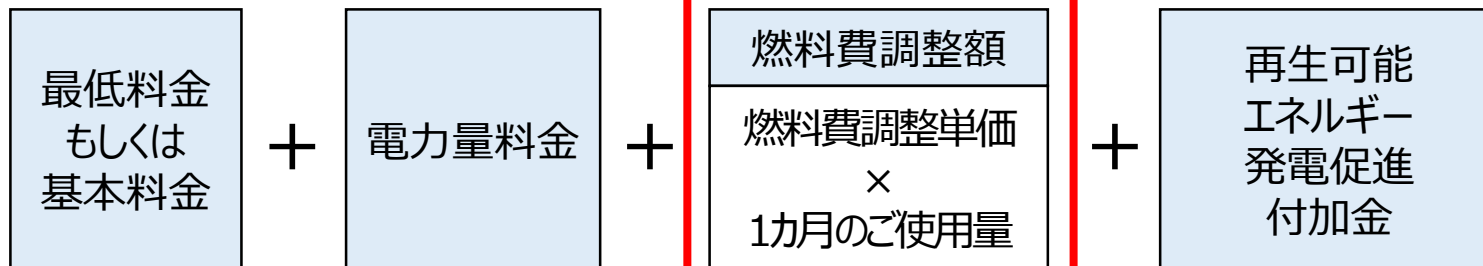 最低料金
もしくは
基本料金
＋
電力量料金
＋
燃料費調整額
燃料費調整単価
×
1カ月のご使用量
＋
再生可能
エネルギー
発電促進
付加金